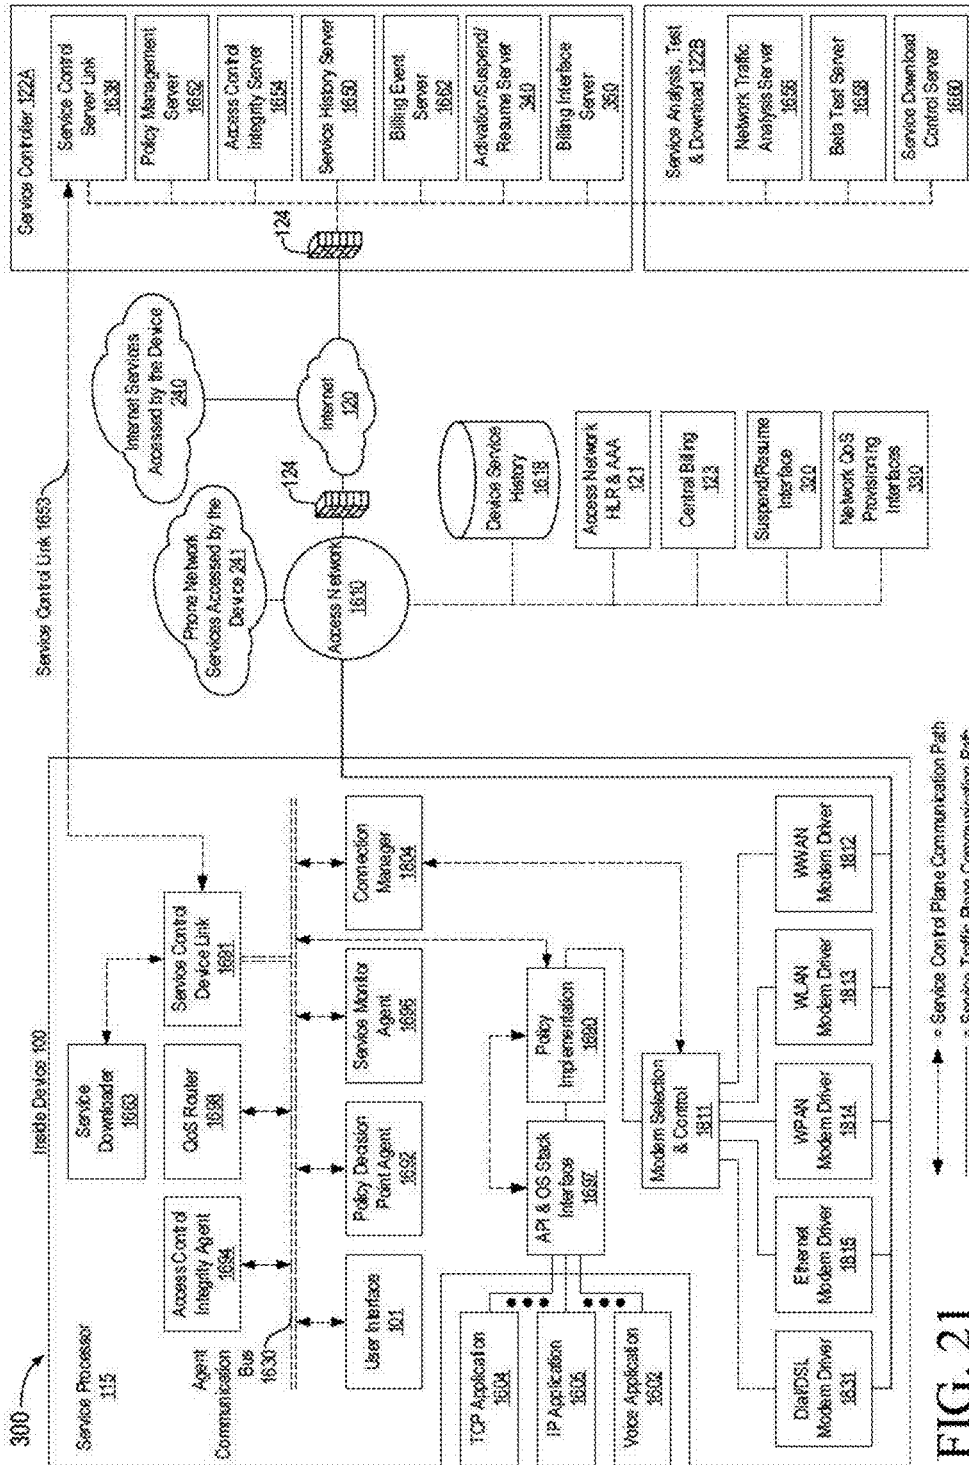 300
Inside Device 100
Service Processor
115
Service
Downloader
1663
Access Control
Integrity Agent
1694
QoS Router
1698
Service Control
Device Link
1691
Agent
Communication
Bus
1630
User Interface
101
Policy Decision
Point Agent
1692
Service Monitor
Agent
1696
Connection
Manager
1804
TCP Application
1604
IP Application
1605
Voice Application
1602
API & OS Stack
Interface
1697
Policy
Implementation
1690
Modem Selection
& Control
1811
Dial/DSL
Modem Driver
1831
Ethernet
Modem Driver
1815
WPAN
Modem Driver
1814
WLAN
Modem Driver
1813
WWAN
Modem Driver
1812
Service Control Link 1653
Phone Network
Services Accessed by the
Device 241
Internet Services
Accessed by the Device
240
Access Network
1610
124
Internet
120
124
Device Service
History
1618
Access Network
HLR & AAA
121
Central Billing
123
Suspend/Resume
Interface
320
Network QoS
Provisioning
Interfaces
330
Service Controller 122A
Service Control
Server Link
1638
Policy Management
Server
1652
Access Control
Integrity Server
1654
Service History Server
1650
Billing Event
Server
1662
Activation/Suspend/
Resume Server
340
Billing Interface
Server
360
Service Analysis, Test
& Download 122B
Network Traffic
Analysis Server
1656
Beta Test Server
1658
Service Download
Control Server
1660
= Service Control Plane Communication Path
= Service Traffic Plane Communication Path
FIG. 21